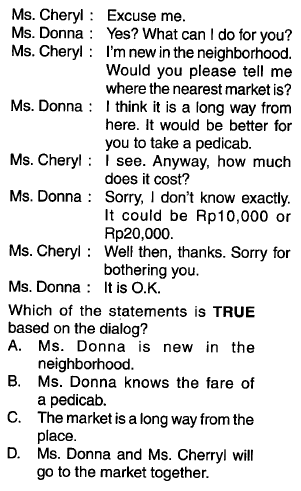 Ms. Cheryl : Excuse me.
Ms. Donna : Yes? What can I do for you?
Ms. Cheryl : I'm new in the neighborhood.
Would you please tell me
where the nearest market is?
Ms. Donna : I think it is a long way from
here. It would be better for
you to take a pedicab.
Ms. Cheryl : I see. Anyway, how much
does it cost?
Ms. Donna : Sorry, I don't know exactly.
It could be Rp10,000 or
Rp20,000.
Ms. Cheryl : Well then, thanks. Sorry for
bothering you.
Ms. Donna : It is O.K.
Which of the statements is TRUE
based on the dialog?
A. Ms. Donna is new in the
neighborhood.
B. Ms. Donna knows the fare of
a pedicab.
C. The market is a long way from the
place.
D. Ms. Donna and Ms. Cherryl will
go to the market together.